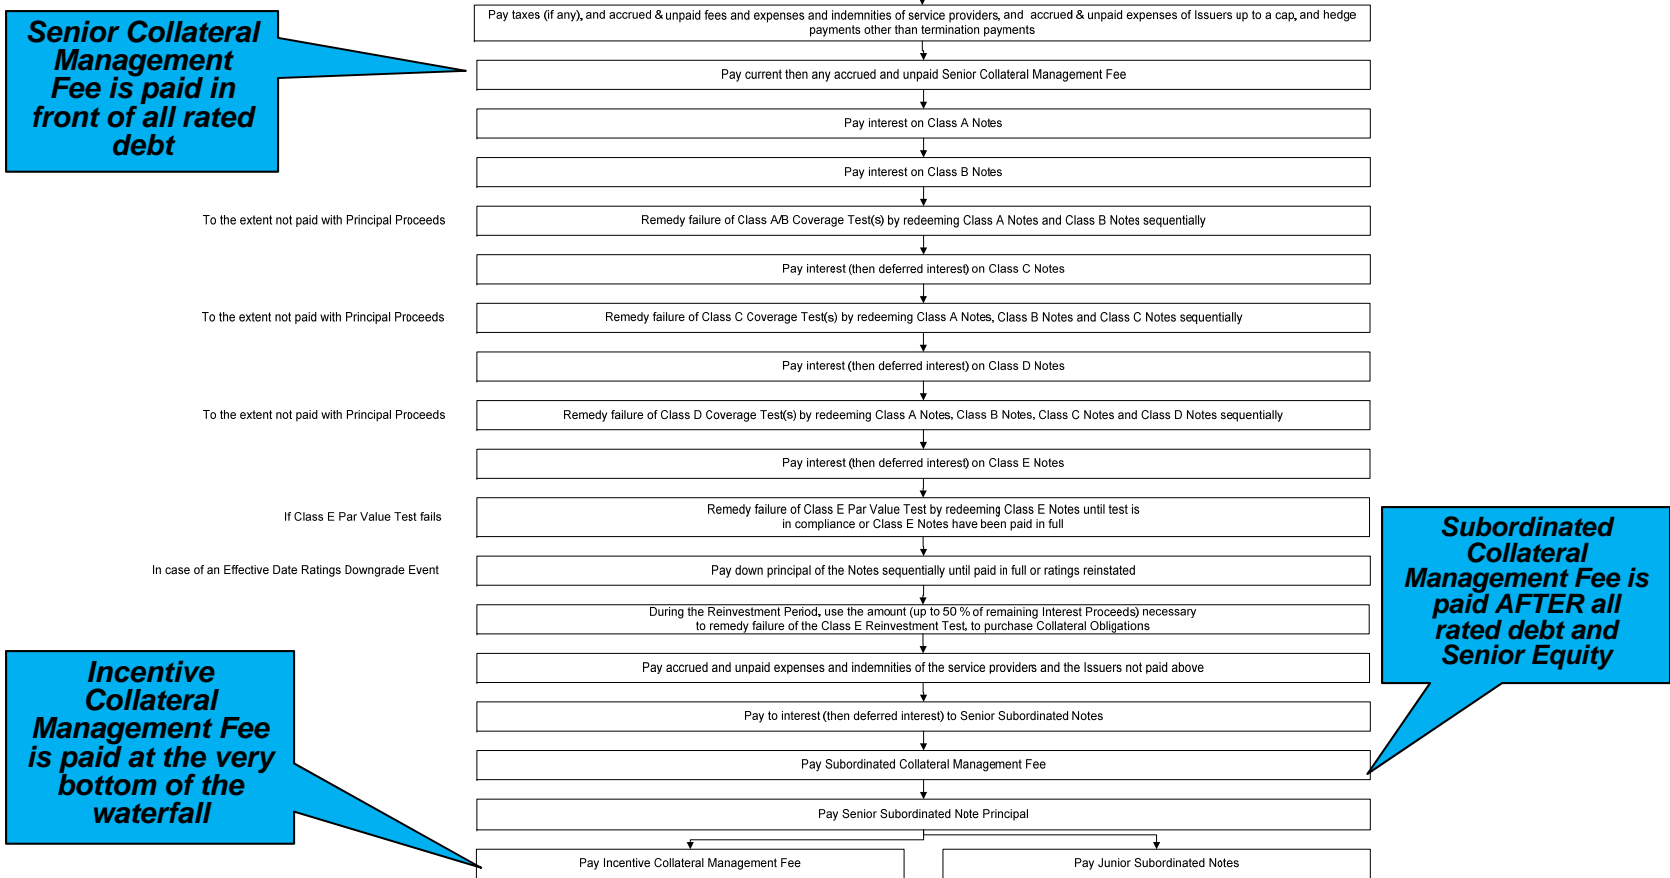 Pay taxes (if any), and accrued & unpaid fees and expenses and indemnities of service providers, and accrued & unpaid expenses of Issuers up to a cap, and hedge
payments other than termination payments
Senior Collateral
Management
Fee is paid in
front of all rated
debt
Pay current then any accrued and unpaid Senior Collateral Management Fee
Pay interest on Class A Notes
Pay interest on Class B Notes
To the extent not paid with Principal Proceeds
Remedy failure of Class A/B Coverage Test(s) by redeeming Class A Notes and Class B Notes sequentially
Pay interest (then deferred interest) on Class C Notes
To the extent not paid with Principal Proceeds
Remedy failure of Class C Coverage Test(s) by redeeming Class A Notes, Class B Notes and Class C Notes sequentially
Pay interest (then deferred interest) on Class D Notes
To the extent not paid with Principal Proceeds
Remedy failure of Class D Coverage Test(s) by redeeming Class A Notes, Class B Notes, Class C Notes and Class D Notes sequentially
Pay interest (then deferred interest) on Class E Notes
If Class E Par Value Test fails
Remedy failure of Class E Par Value Test by redeeming Class E Notes until test is
in compliance or Class E Notes have been paid in full
In case of an Effective Date Ratings Downgrade Event
Pay down principal of the Notes sequentially until paid in full or ratings reinstated
During the Reinvestment Period, use the amount (up to 50 % of remaining Interest Proceeds) necessary
to remedy failure of the Class E Reinvestment Test, to purchase Collateral Obligations
Subordinated
Collateral
Management Fee is
paid AFTER all
rated debt and
Senior Equity
Pay accrued and unpaid expenses and indemnities of the service providers and the Issuers not paid above
Pay to interest (then deferred interest) to Senior Subordinated Notes
Pay Subordinated Collateral Management Fee
Incentive
Collateral
Management Fee
is paid at the very
bottom of the
waterfall
Pay Senior Subordinated Note Principal
Pay Incentive Collateral Management Fee
Pay Junior Subordinated Notes